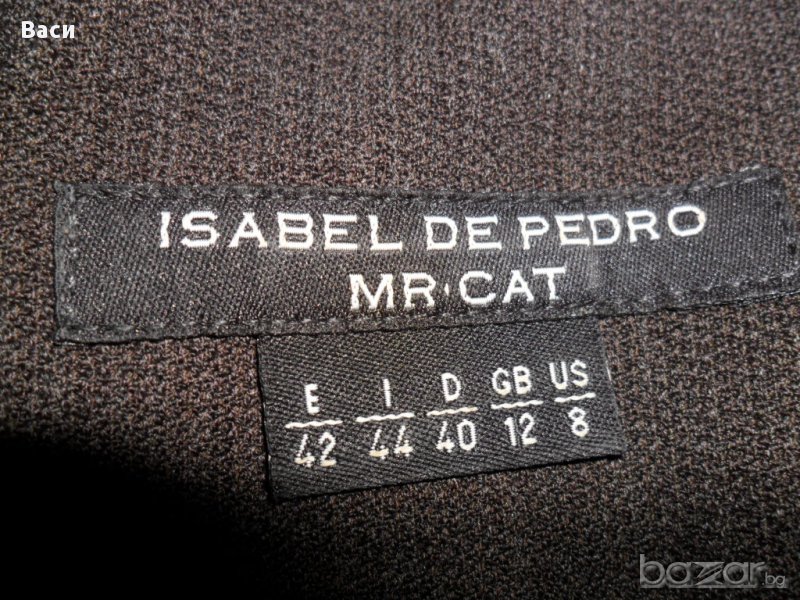 Васи
ISABEL DE PEDRO
MR·CAT
E I D GB US
42 44 40 12 8
bazar.bg